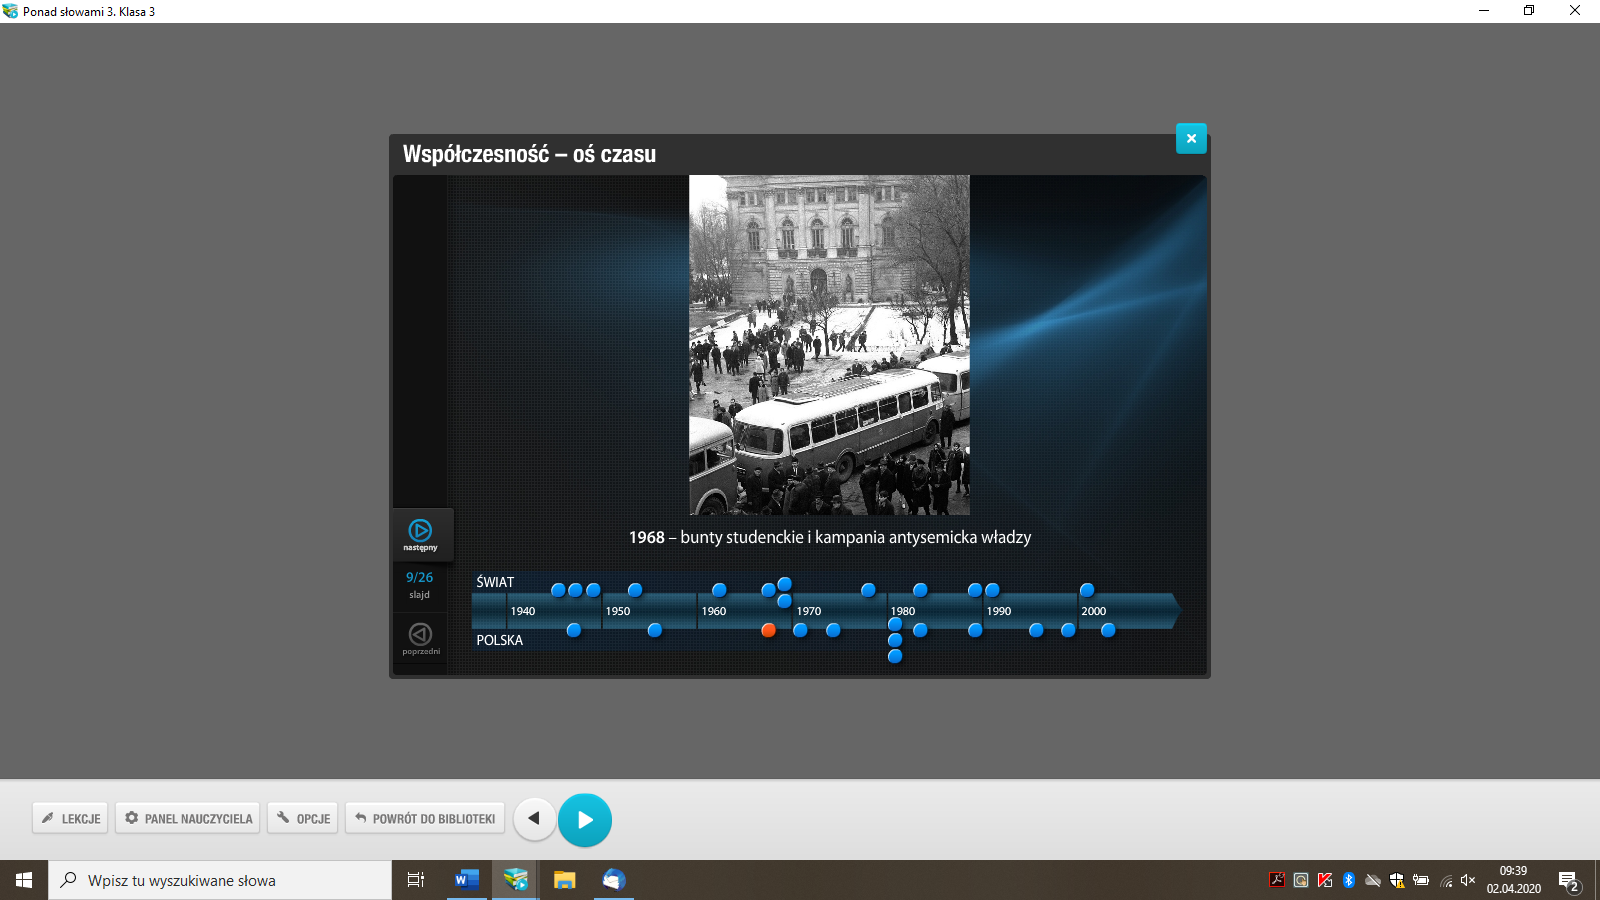 Ponad słowami 3. Klasa 3
Współczesność – oś czasu
następny
9/26
slajd
poprzedni
1968 – bunty studenckie i kampania antysemicka władzy
ŚWIAT
1940 1950 1960 1970 1980 1990 2000
POLSKA
LEKCJE PANEL NAUCZYCIELA OPCJE POWRÓT DO BIBLIOTEKI
Wpisz tu wyszukiwane słowa
09:39
02.04.2020
2